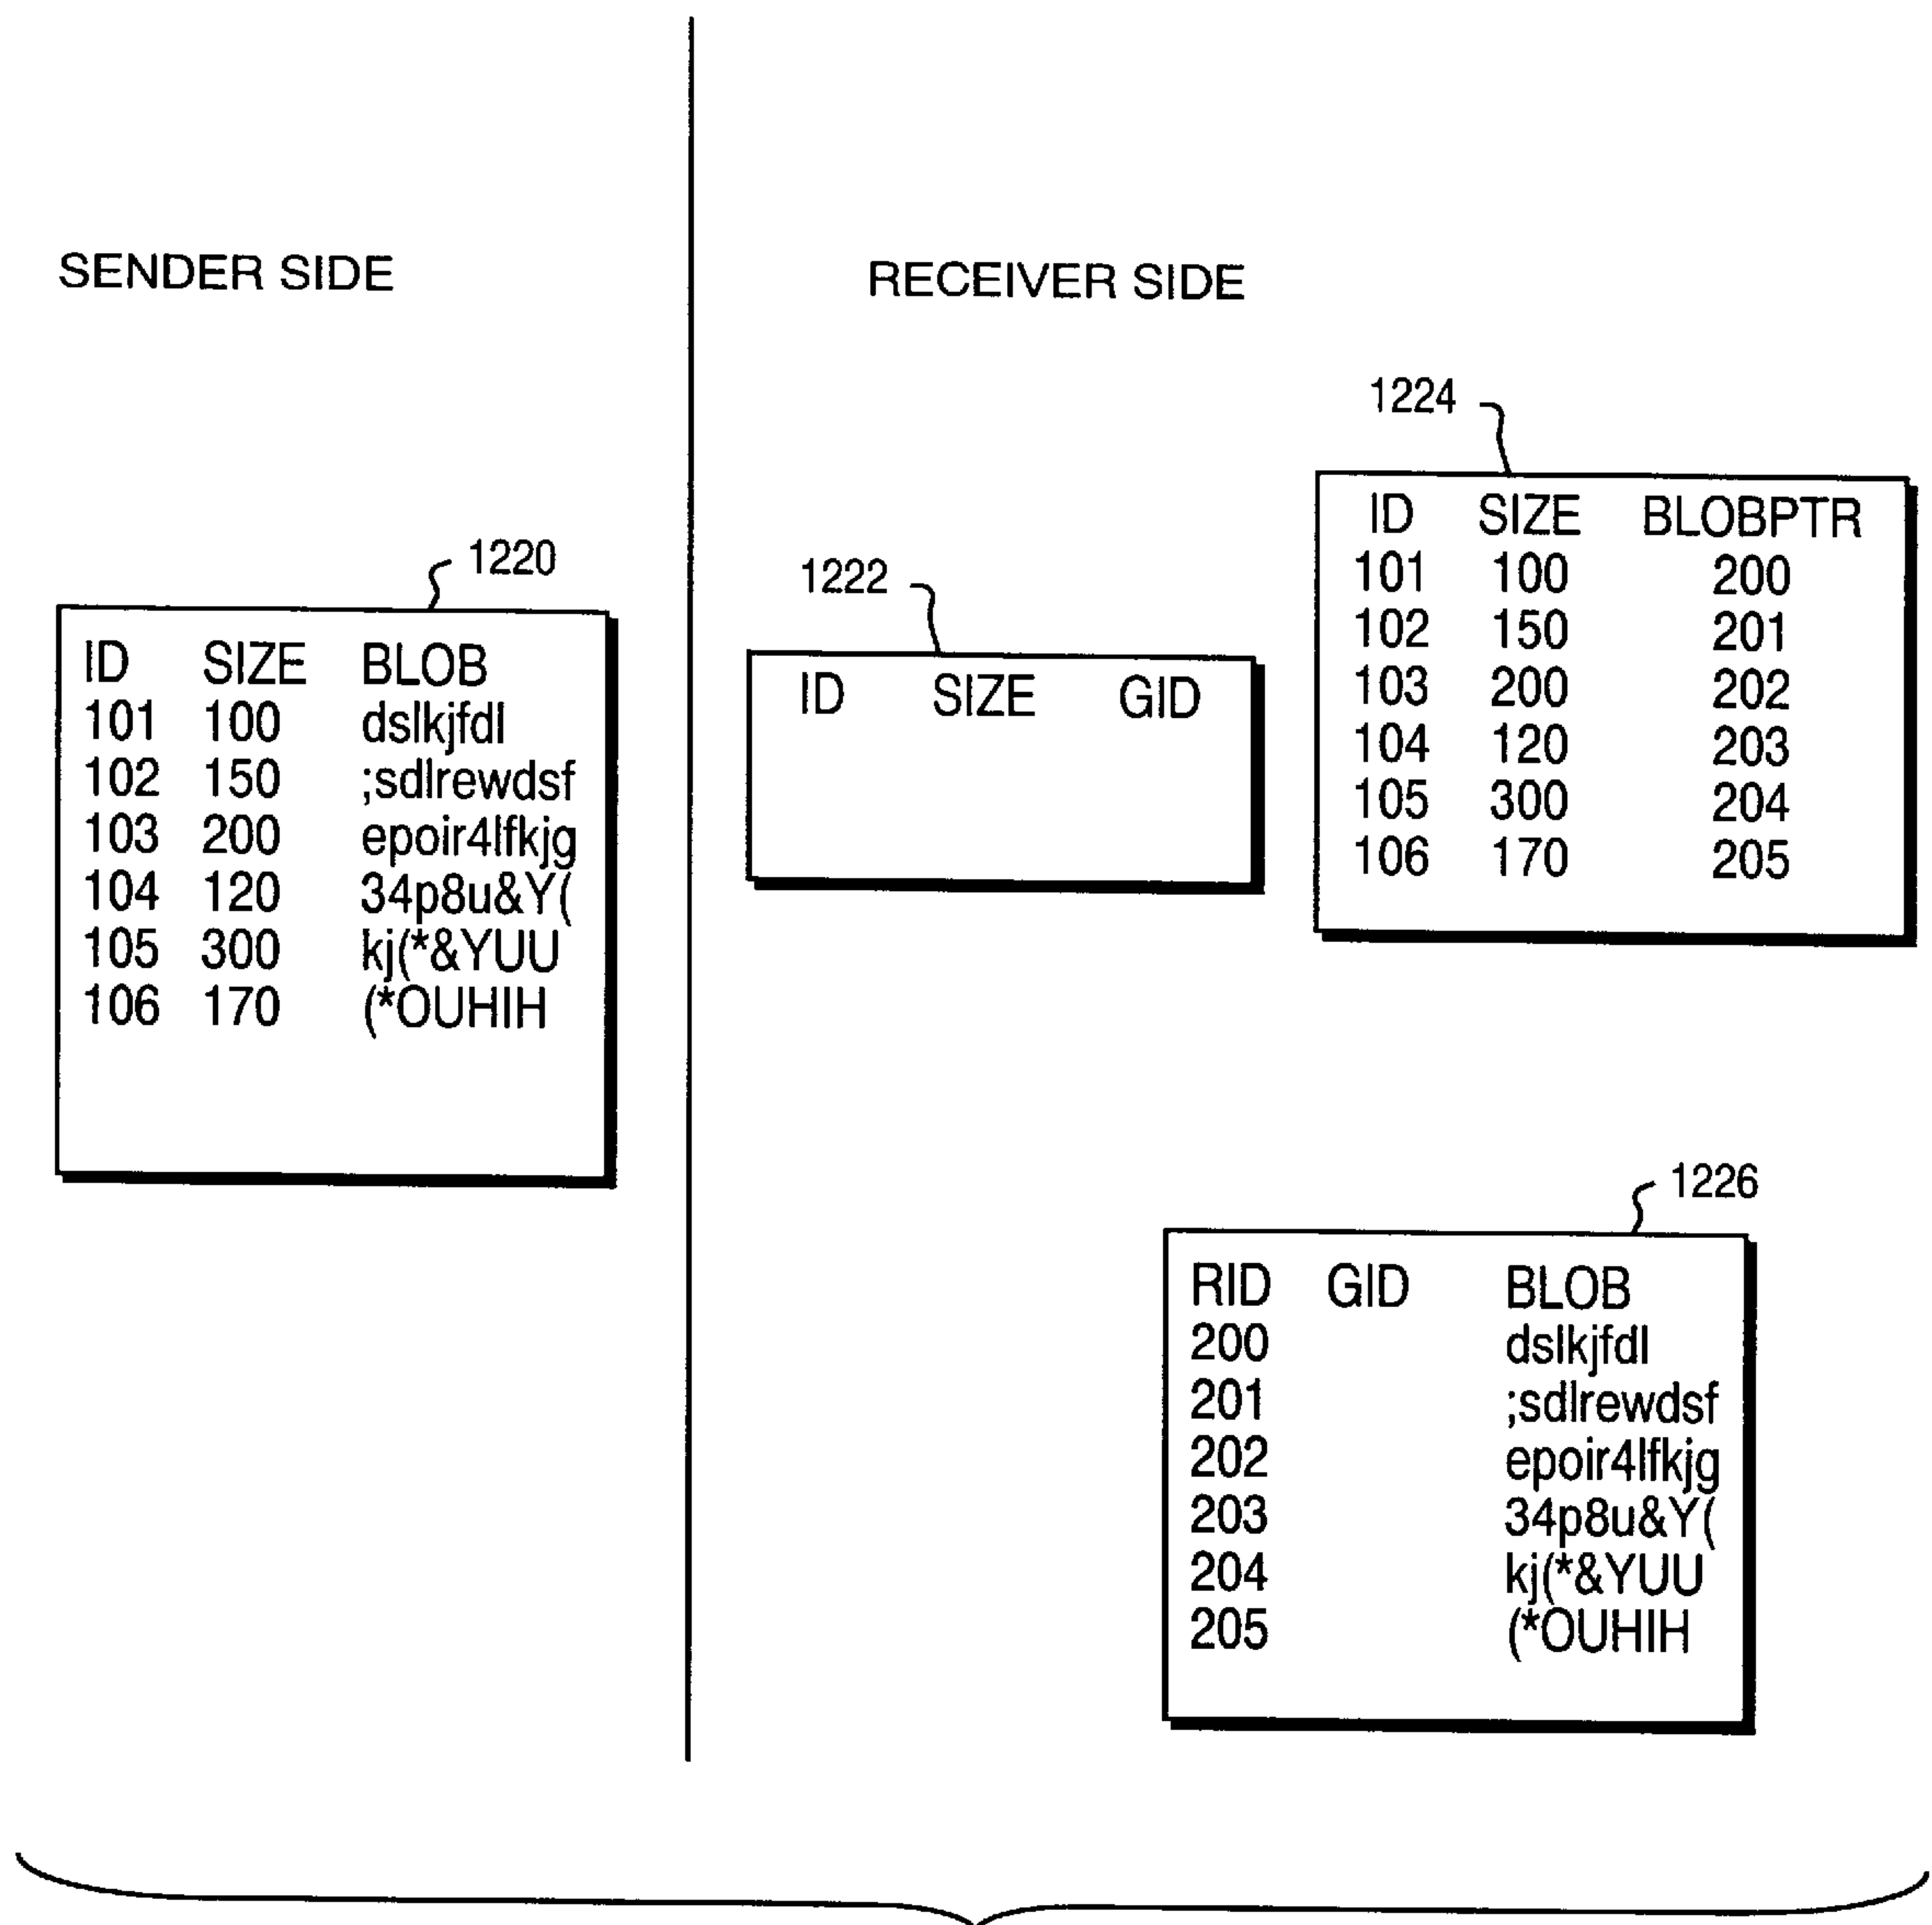 SENDER SIDE
RECEIVER SIDE
1220
ID SIZE BLOB
101 100 dslkjfdl
102 150 ;sdlrewdsf
103 200 epoir4lfkjg
104 120 34p8u&Y(
105 300 kj(*&YUU
106 170 (*OUHIH
1222
ID SIZE GID
1224
ID SIZE BLOBPTR
101 100 200
102 150 201
103 200 202
104 120 203
105 300 204
106 170 205
1226
RID GID BLOB
200 dslkjfdl
201 ;sdlrewdsf
202 epoir4lfkjg
203 34p8u&Y(
204 kj(*&YUU
205 (*OUHIH